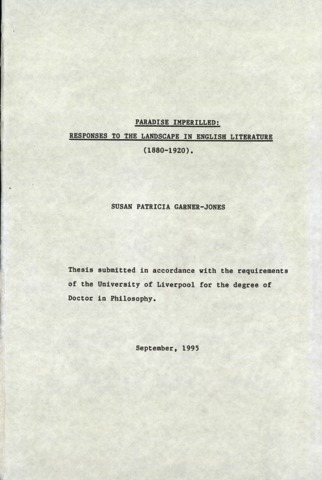 PARADISE IMPERILLED:
RESPONSES TO THE LANDSCAPE IN ENGLISH LITERATURE
(1880-1920).
SUSAN PATRICIA GARNER-JONES
Thesis submitted in accordance with the requirements
of the University of Liverpool for the degree of
Doctor in Philosophy.
September, 1995